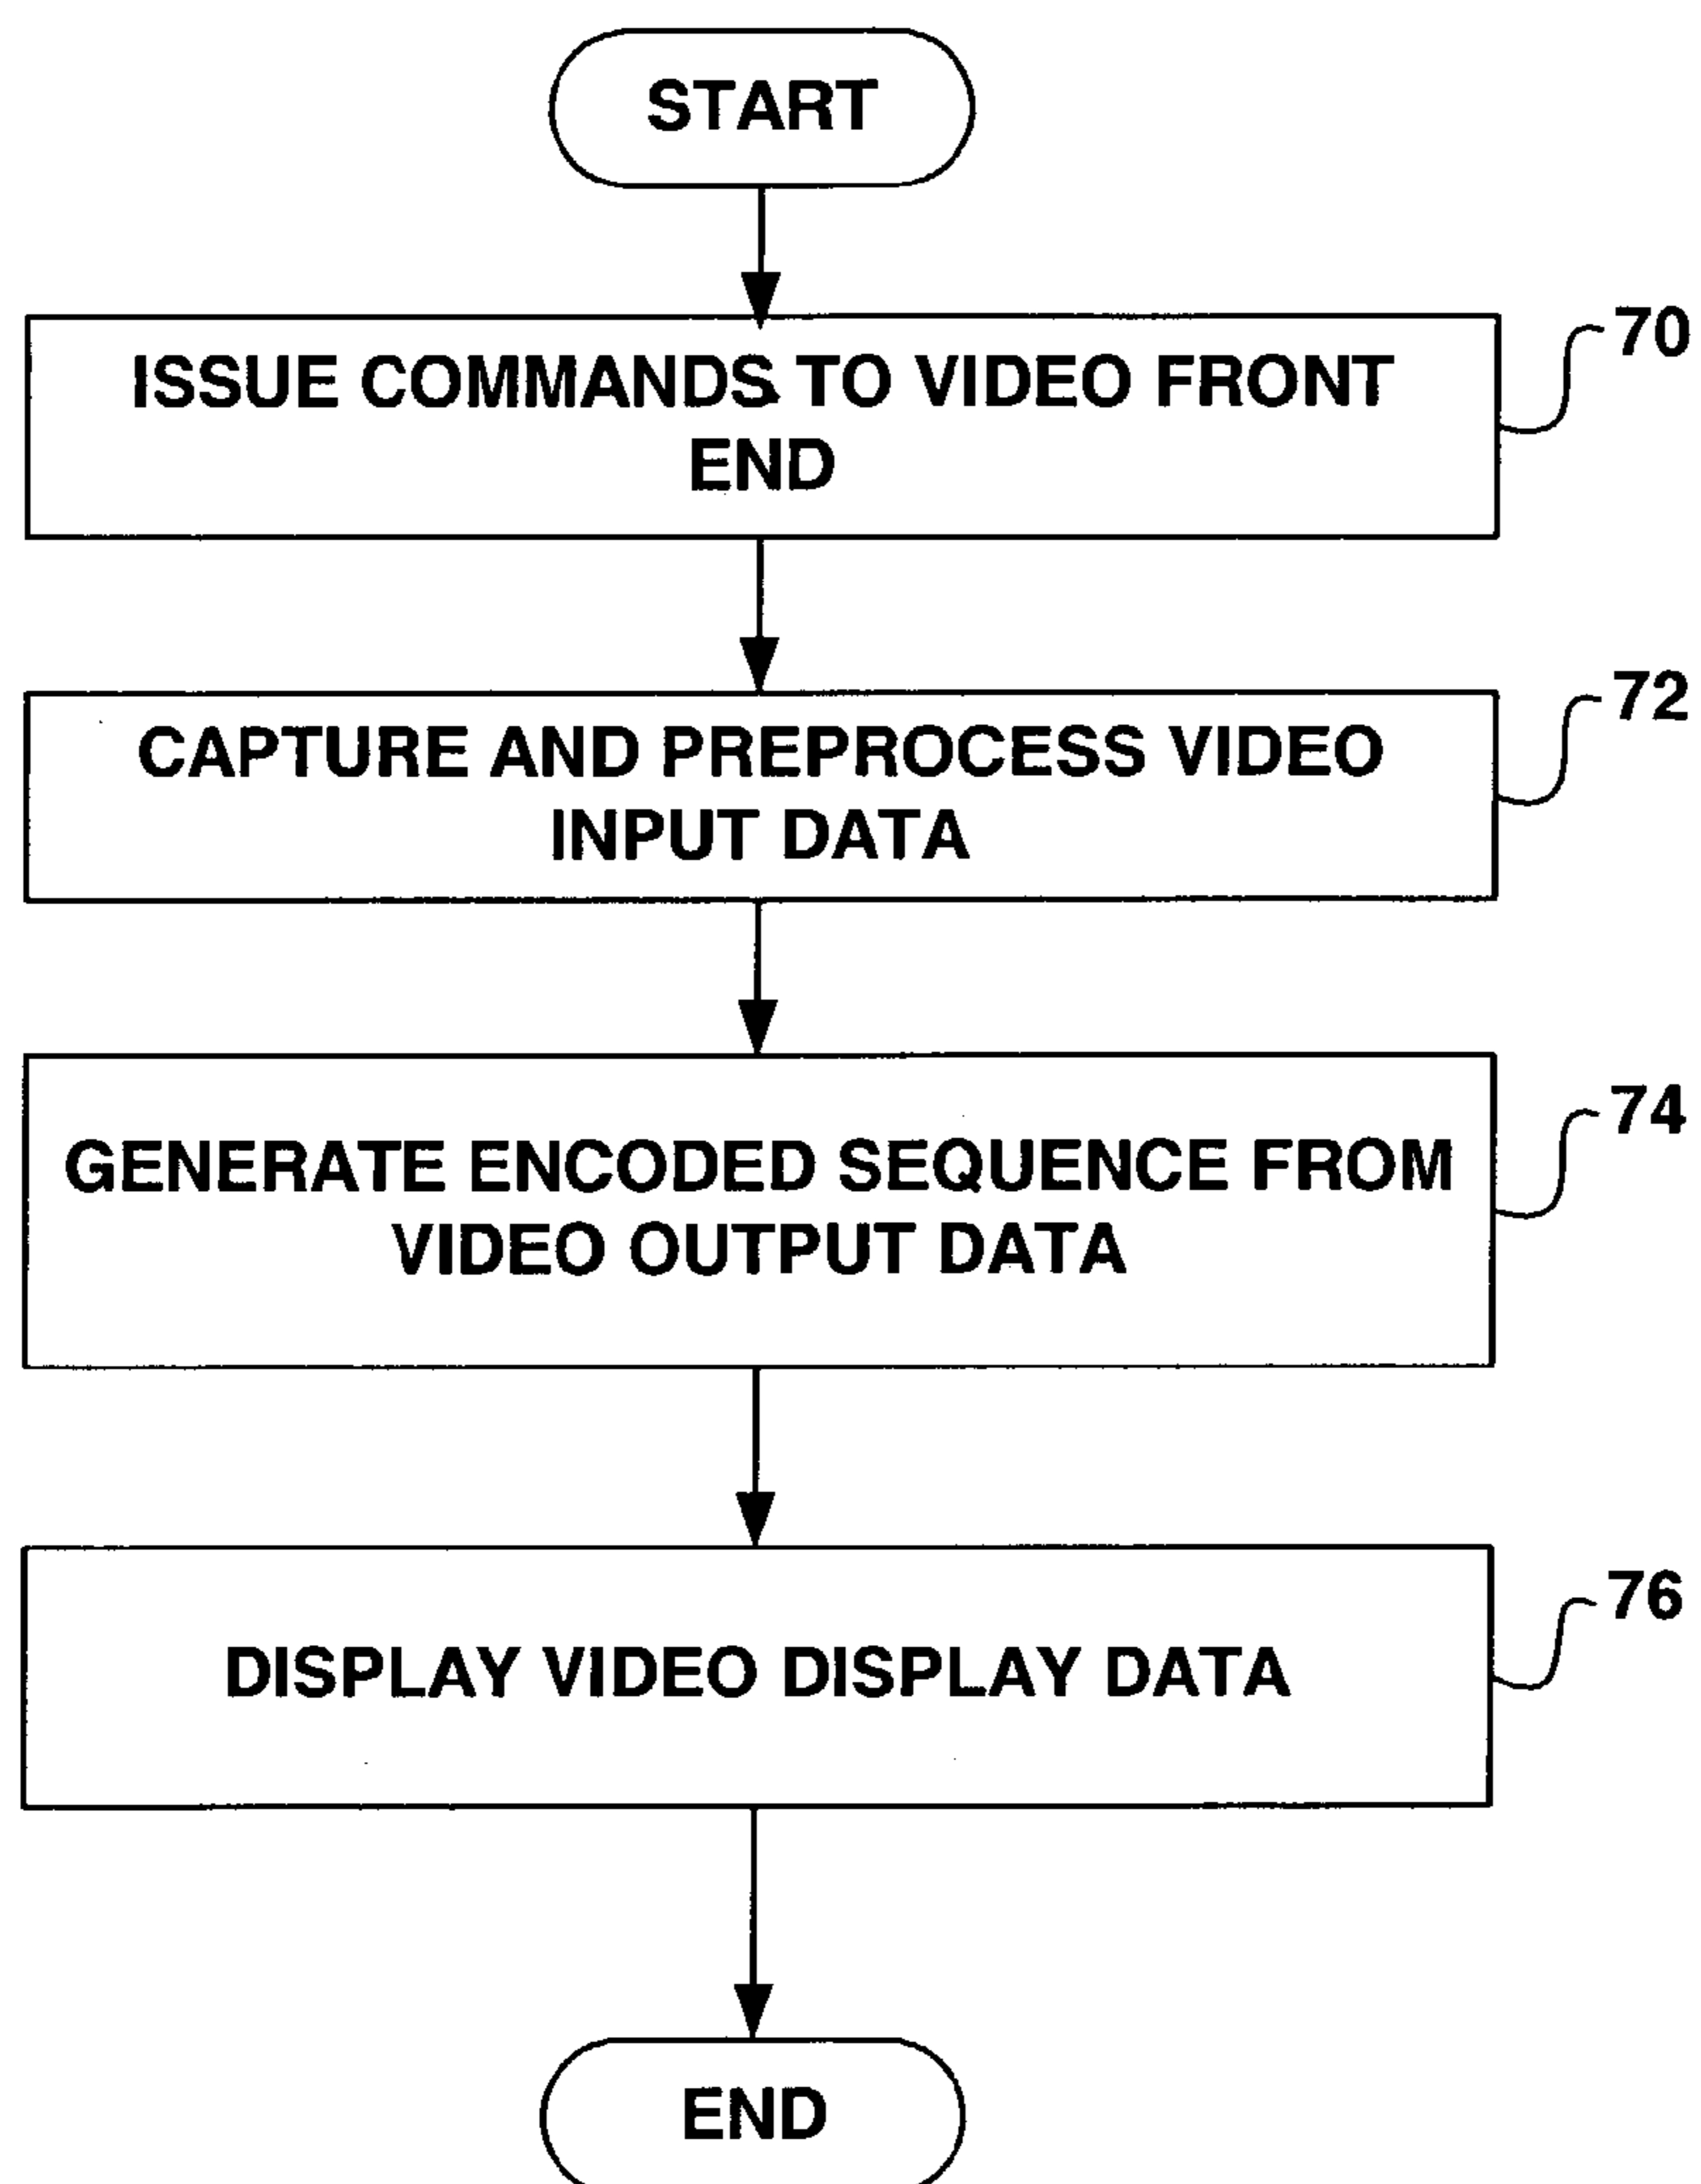 START
ISSUE COMMANDS TO VIDEO FRONT
END
70
CAPTURE AND PREPROCESS VIDEO
INPUT DATA
72
GENERATE ENCODED SEQUENCE FROM
VIDEO OUTPUT DATA
74
DISPLAY VIDEO DISPLAY DATA
76
END